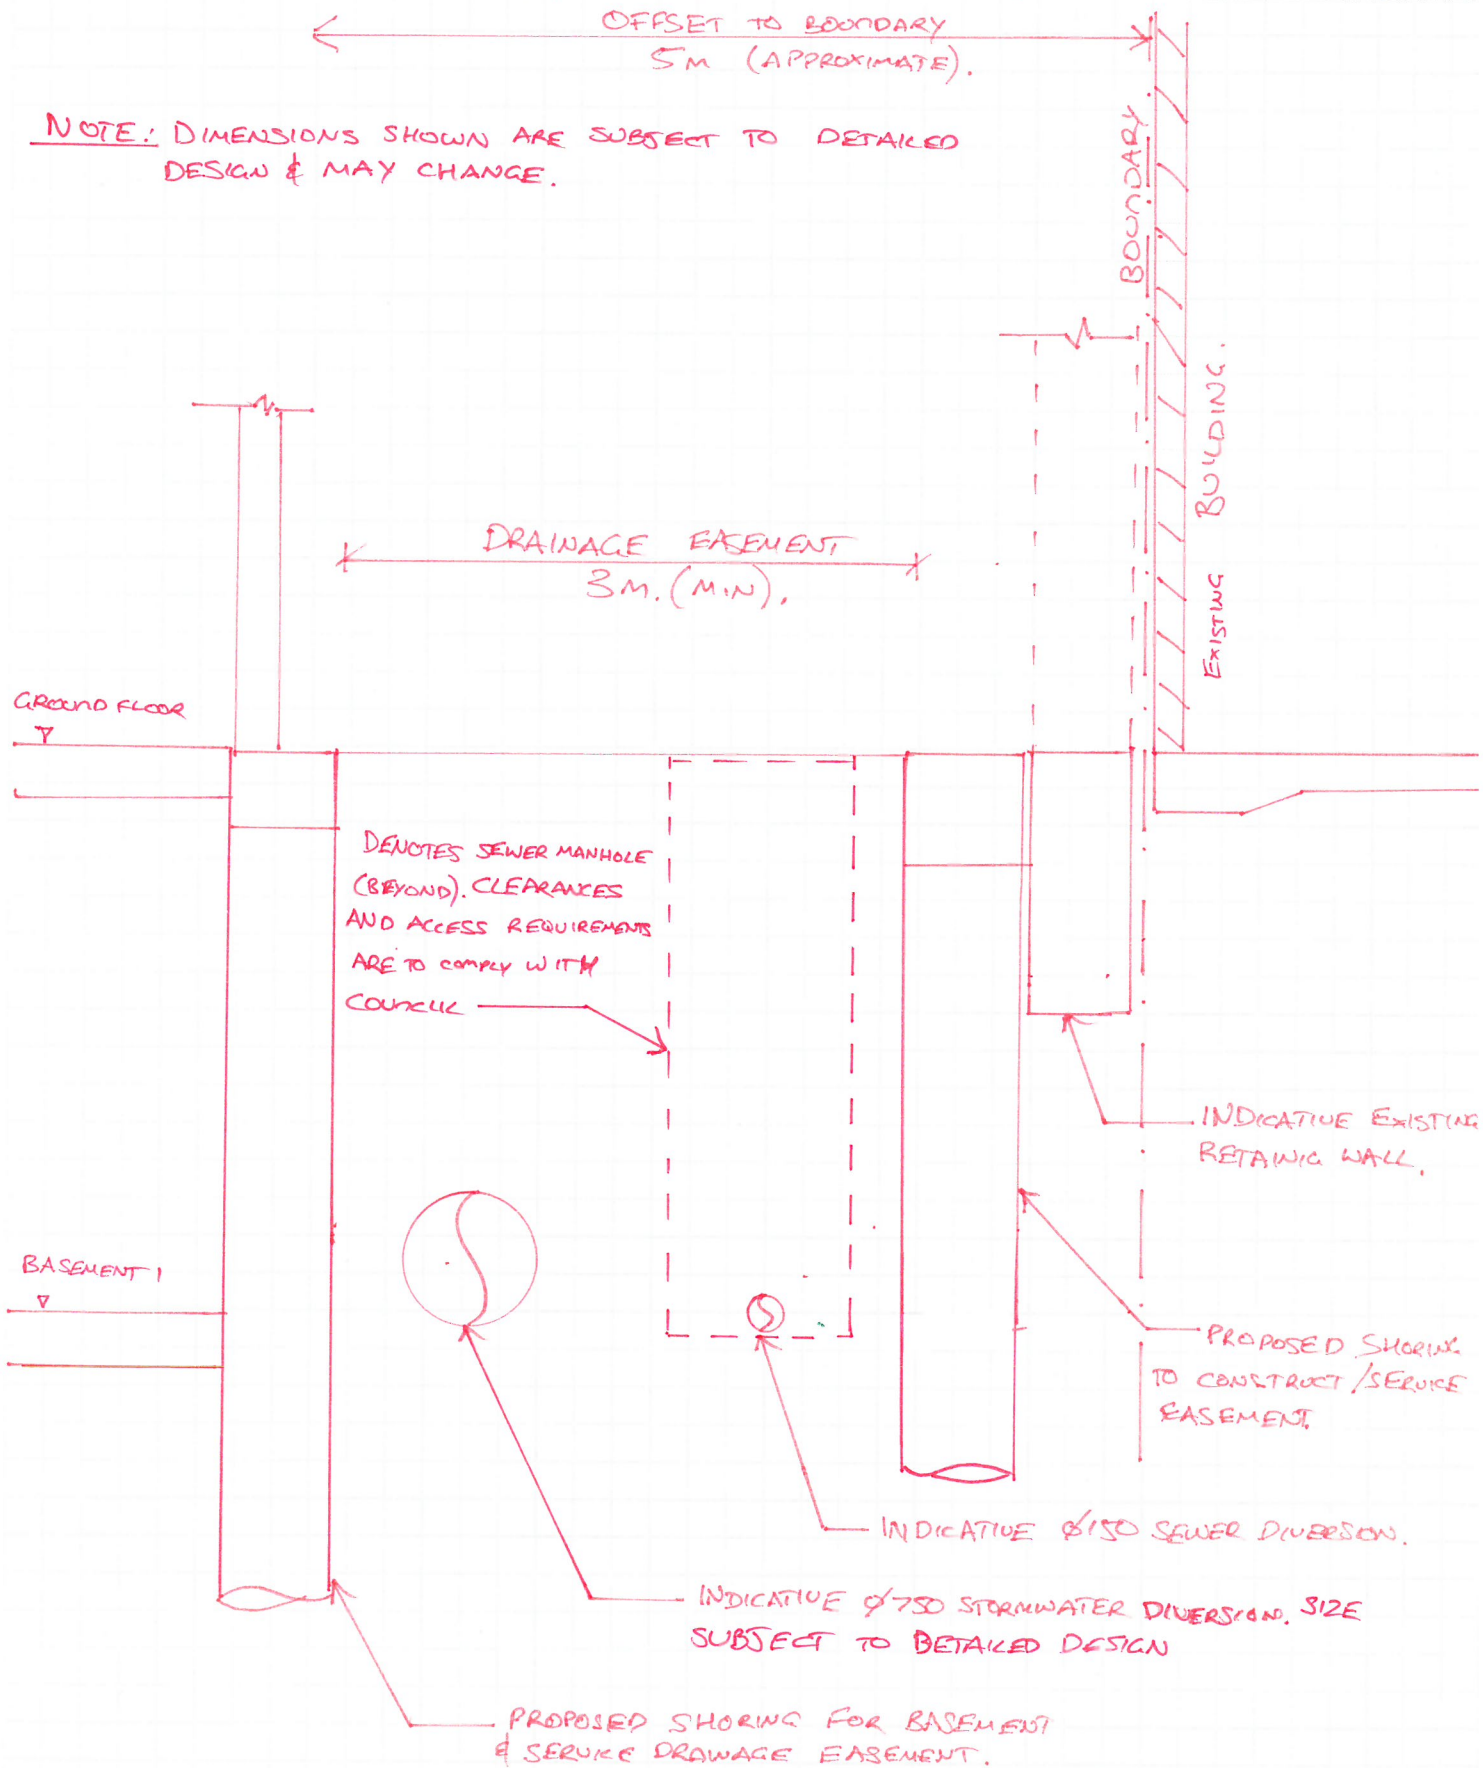 OFFSET TO BOUNDARY
5M (APPROXIMATE).
NOTE: DIMENSIONS SHOWN ARE SUBJECT TO DETAILED
DESIGN & MAY CHANGE.
BOUNDARY
EXISTING BUILDING.
DRAINAGE EASEMENT
3M. (MIN).
GROUND FLOOR
DENOTES SEWER MANHOLE
(BEYOND). CLEARANCES
AND ACCESS REQUIREMENTS
ARE TO COMPLY WITH
COUNCIL
INDICATIVE EXISTING
RETAINIG WALL.
BASEMENT 1
PROPOSED SHORING
TO CONSTRUCT/SERVICE
EASEMENT.
INDICATIVE Ø150 SEWER DIVERSION.
INDICATIVE Ø750 STORMWATER DIVERSION. SIZE
SUBJECT TO DETAILED DESIGN
PROPOSED SHORING FOR BASEMENT
& SERVICE DRAINAGE EASEMENT.